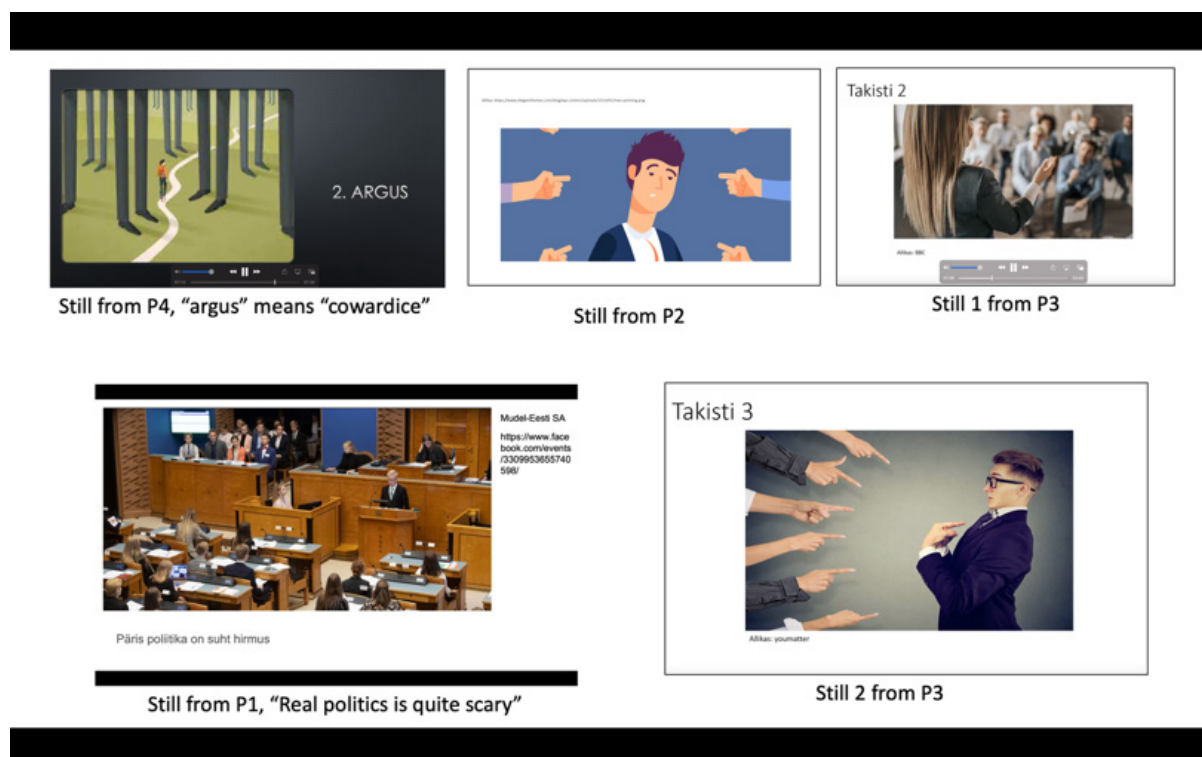 2. ARGUS
Still from P4, “argus” means “cowardice”
Still from P2
Takisti 2
Allikas: BBC
Still 1 from P3
Mudel-Eesti SA
https://www.face
book.com/events
/3309953655740
598/
Päris poliitika on suht hirmus
Still from P1, “Real politics is quite scary”
Takisti 3
Allikas: youmatter
Still 2 from P3